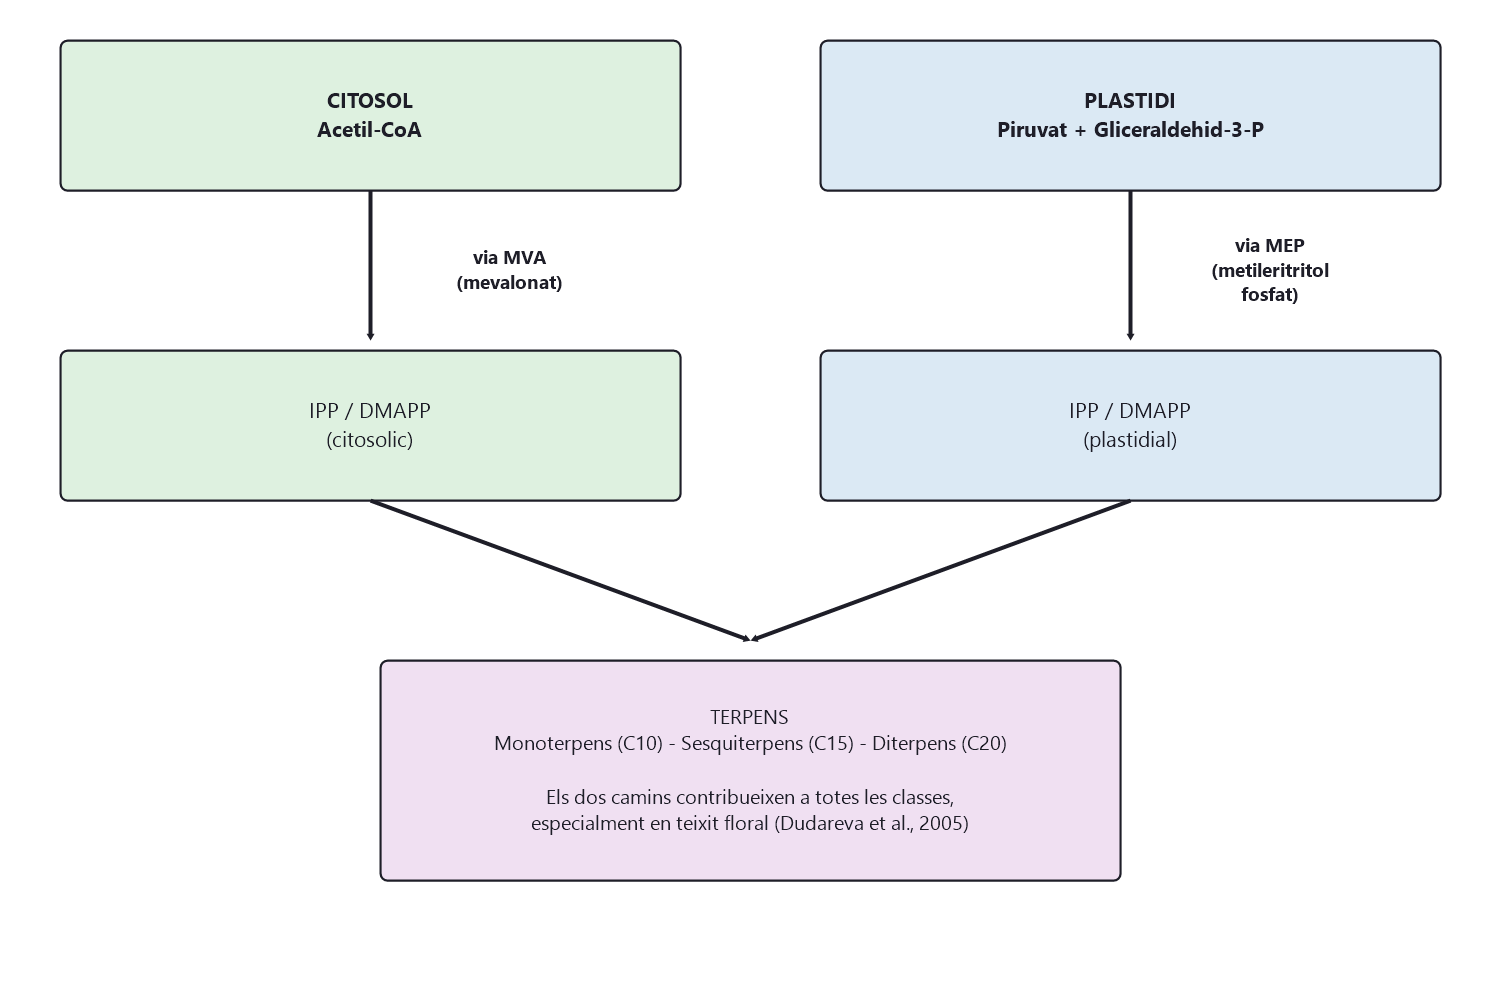 CITOSOL
Acetil-CoA
PLASTIDI
Piruvat + Gliceraldehid-3-P
via MVA
(mevalonat)
via MEP
(metileritritol
fosfat)
IPP / DMAPP
(citosolic)
IPP / DMAPP
(plastidial)
TERPENS
Monoterpens (C10) - Sesquiterpens (C15) - Diterpens (C20)
Els dos camins contribueixen a totes les classes,
especialment en teixit floral (Dudareva et al., 2005)